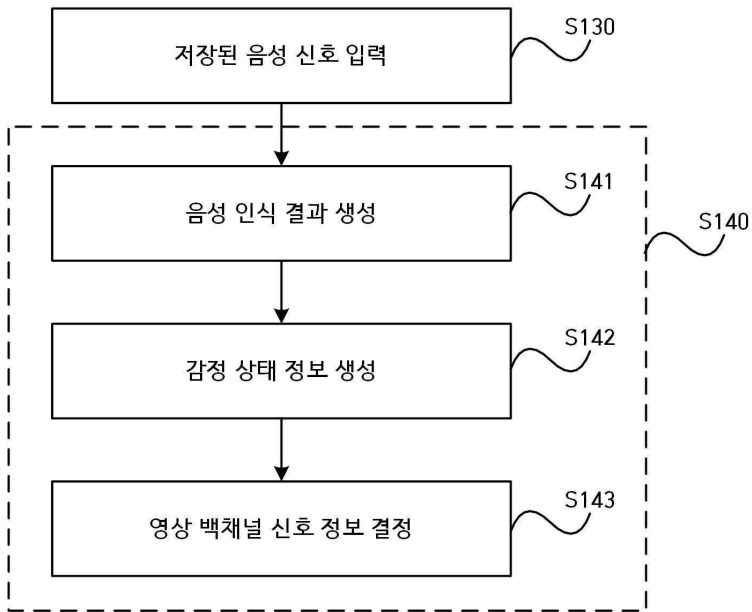 S130
저장된 음성 신호 입력
S141
음성 인식 결과 생성
S140
S142
감정 상태 정보 생성
S143
영상 백채널 신호 정보 결정